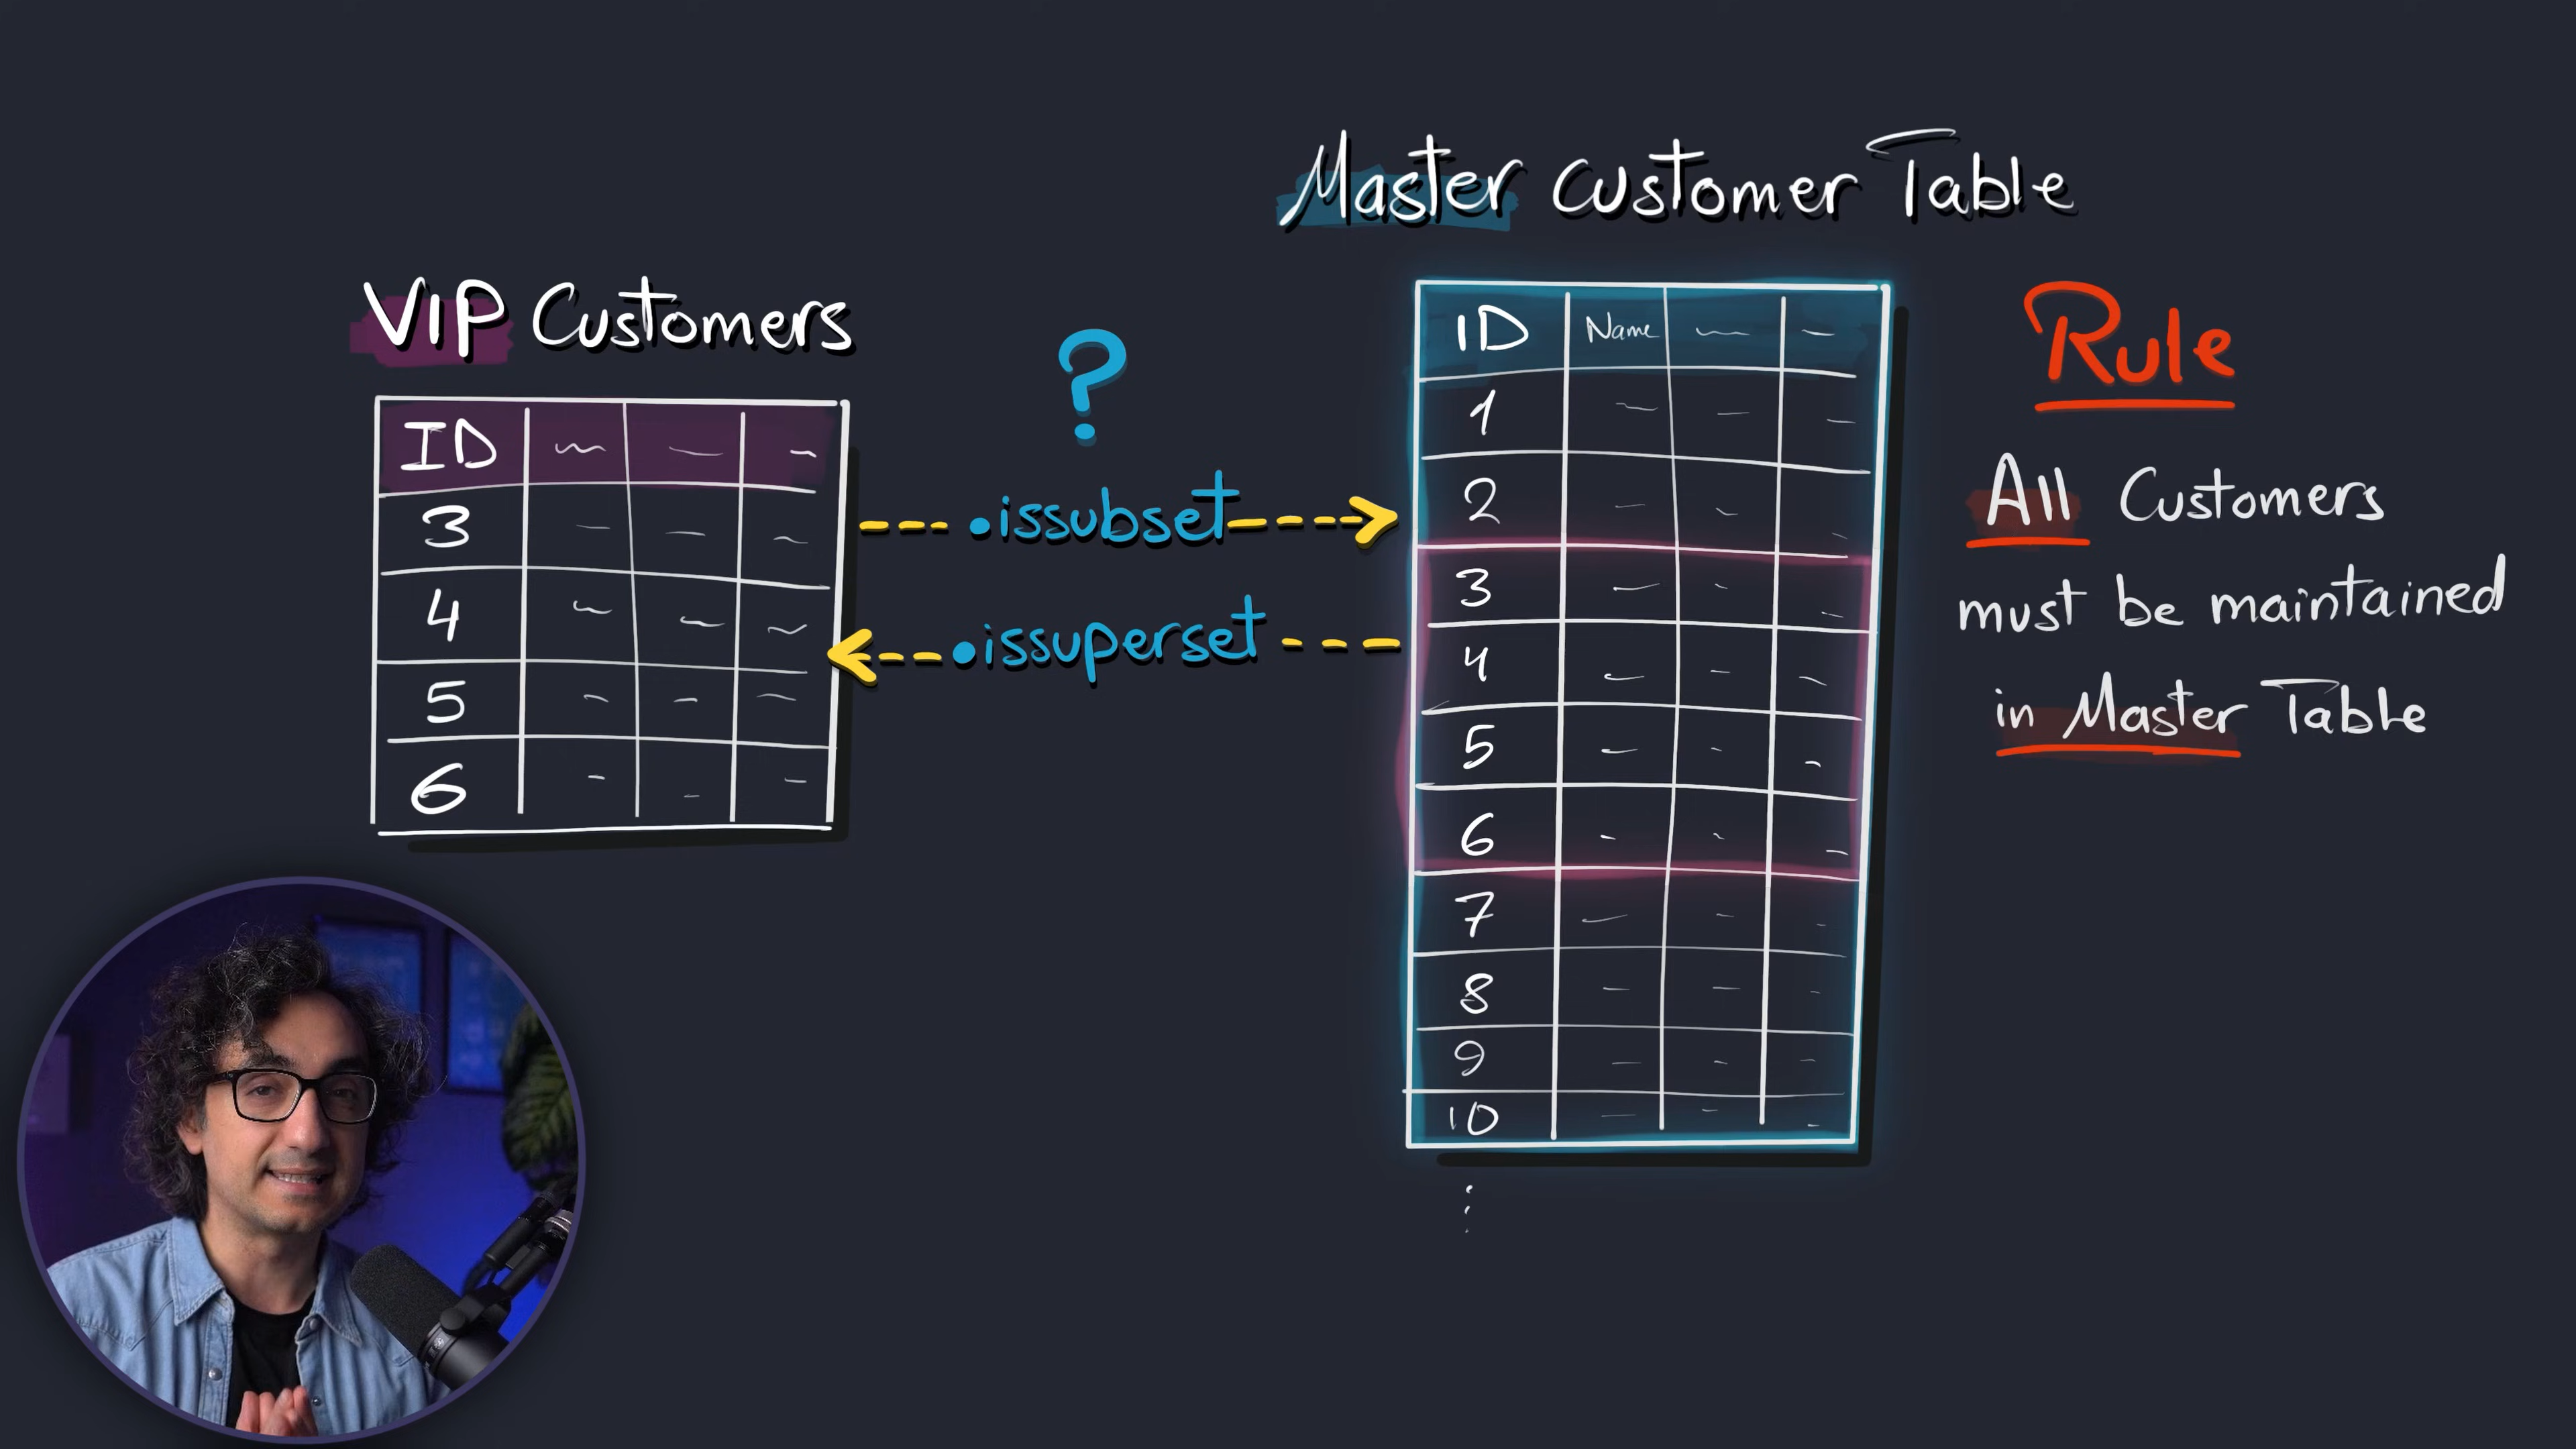 Master Customer Table
VIP Customers
?
Rule
ID Name
1
2
3
4
5
6
7
8
9
10
ID
3
4
5
6
.issubset
.issuperset
All Customers
must be maintained
in Master Table